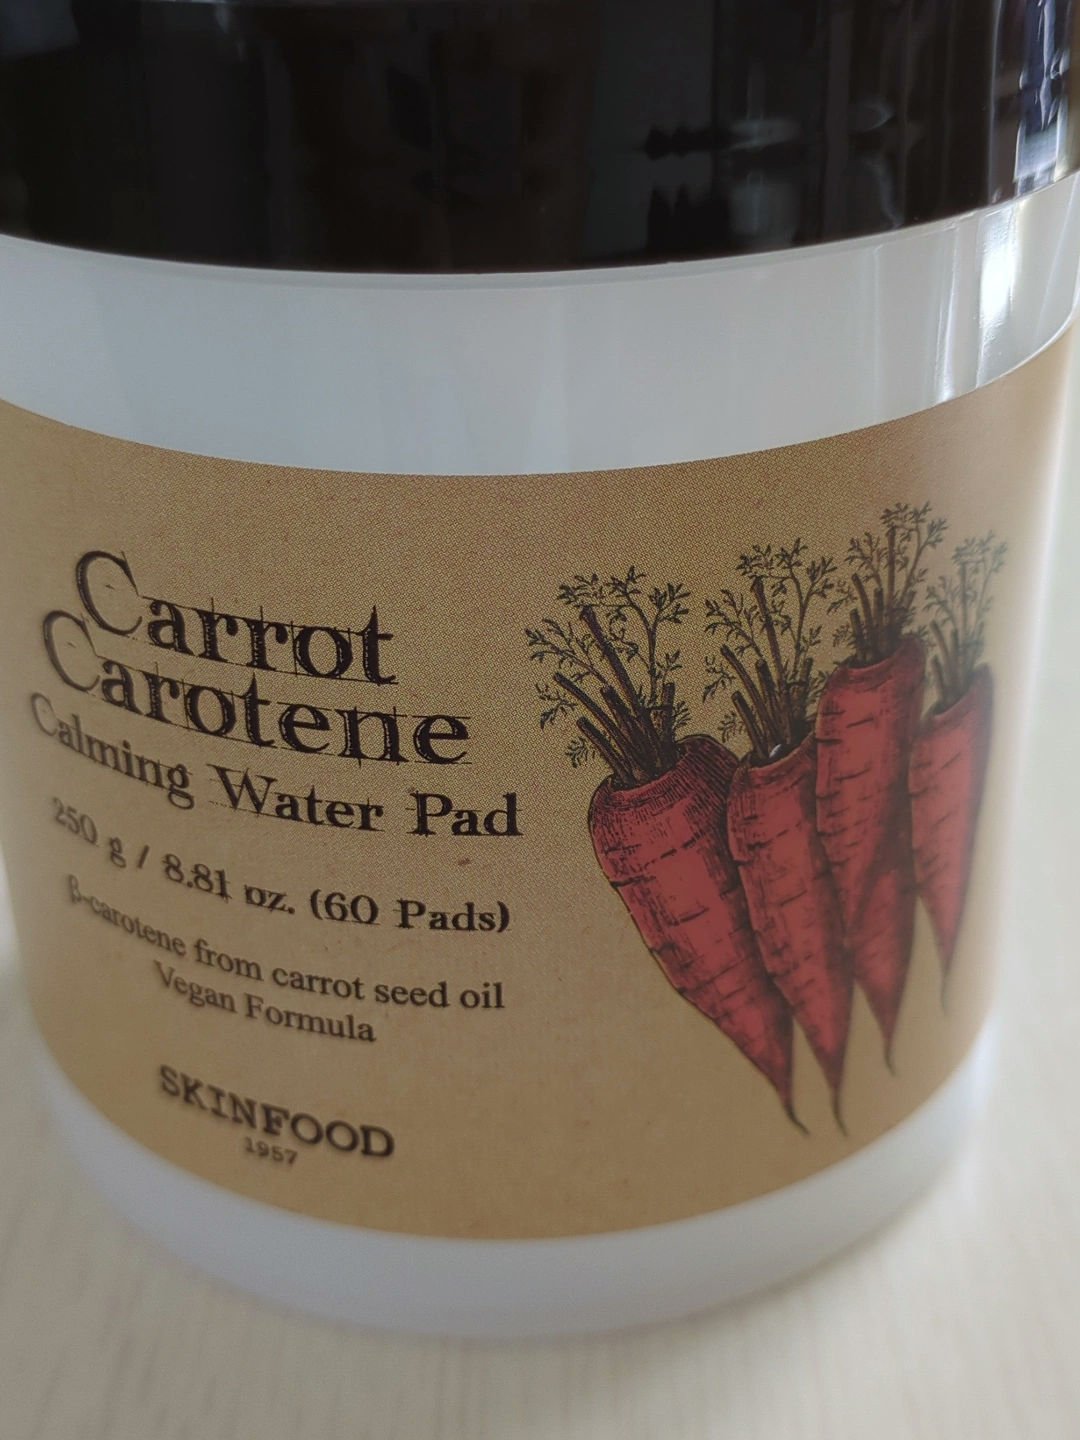 Carrot
Carotene
Calming Water Pad
250 g / 8.81 oz. (60 Pads)
β-carotene from carrot seed oil
Vegan Formula
SKINFOOD
1957